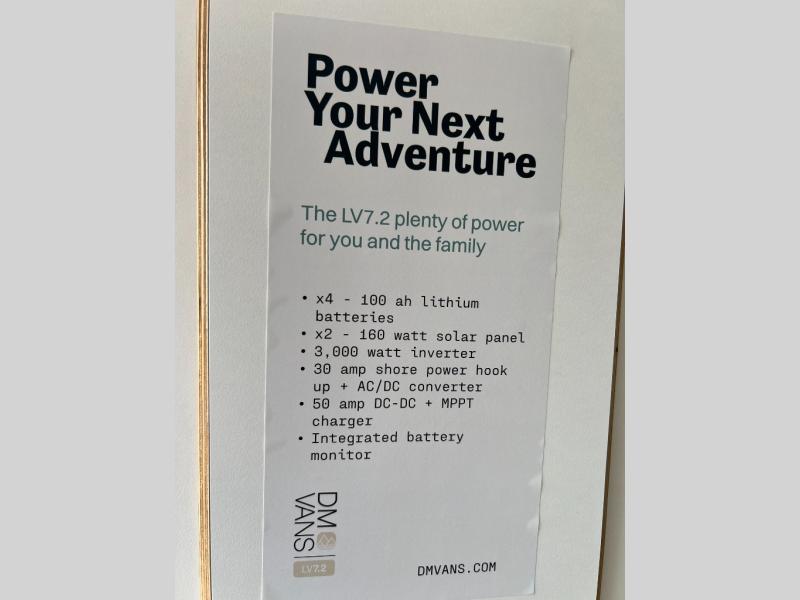 Power
Your Next
Adventure
The LV7.2 plenty of power
for you and the family
• x4 - 100 ah lithium
batteries
• x2 - 160 watt solar panel
• 3,000 watt inverter
• 30 amp shore power hook
up + AC/DC converter
• 50 amp DC-DC + MPPT
charger
• Integrated battery
monitor
DM
VANS
LV7.2
DMVANS.COM